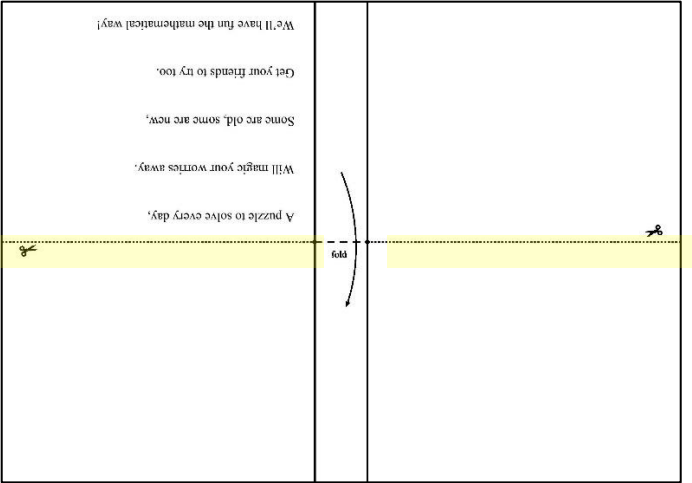 A puzzle to solve every day,
Will magic your worries away.
Some are old, some are new,
Get your friends to try too.
We'll have the fun mathematical way!
fold